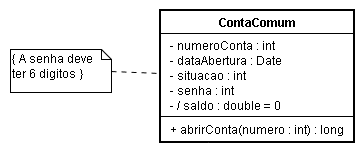 ContaComum
{ A senha deve
ter 6 digitos }
- numeroConta : int
- dataAbertura : Date
- situacao : int
- senha : int
- / saldo : double = 0
+ abrirConta(numero : int) : long